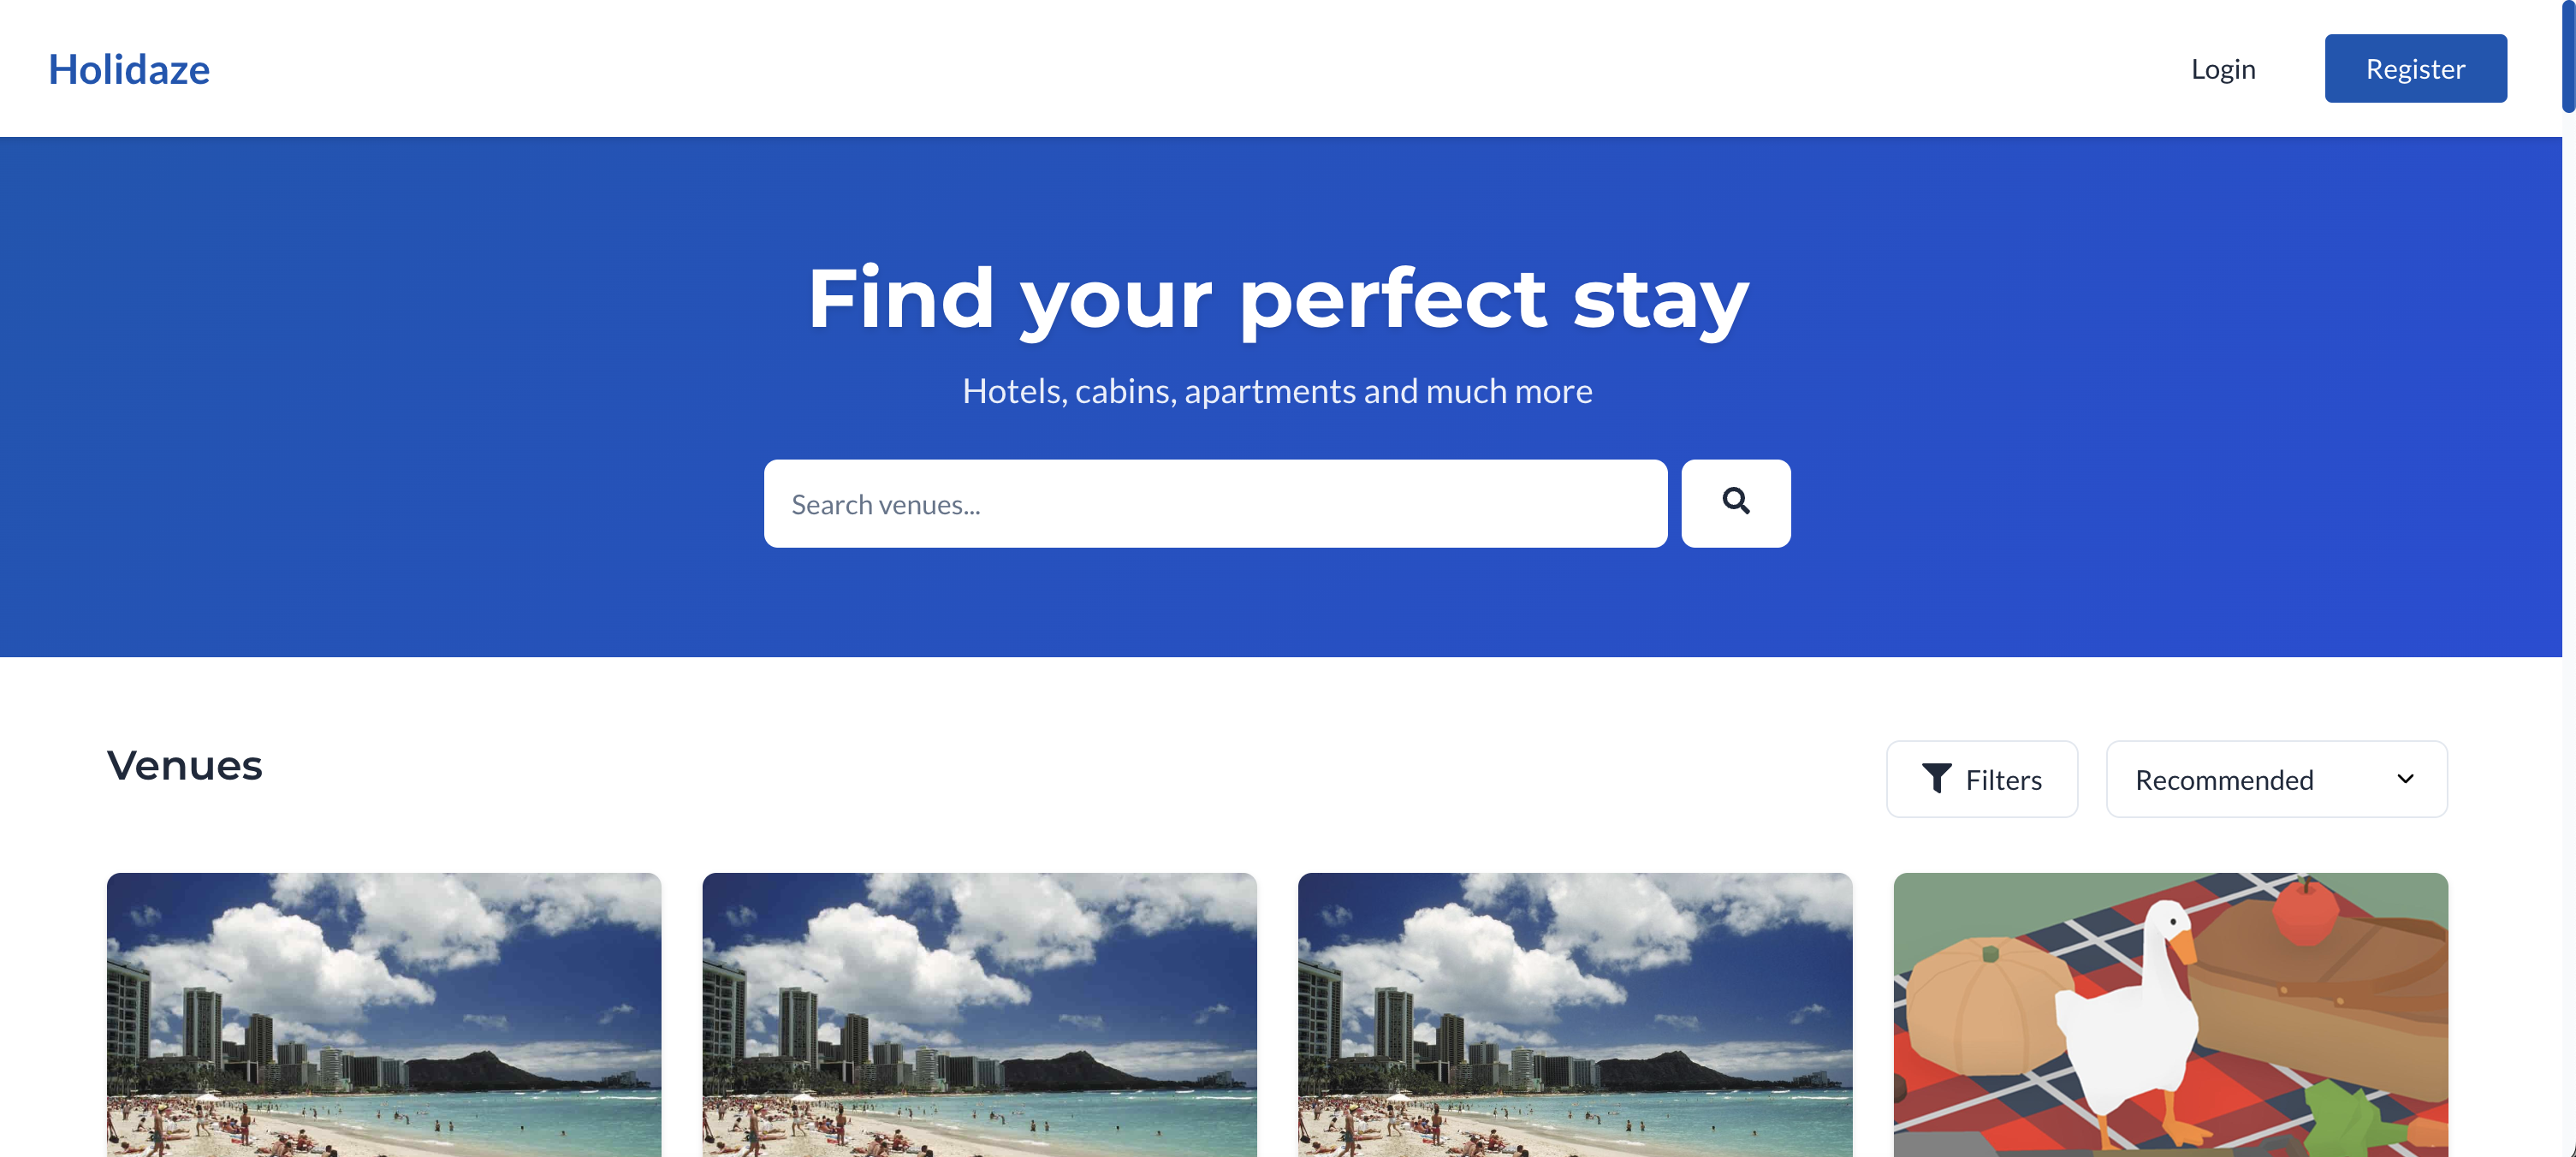 Holidaze
Login
Register
Find your perfect stay
Hotels, cabins, apartments and much more
Search venues...
Venues
Filters
Recommended